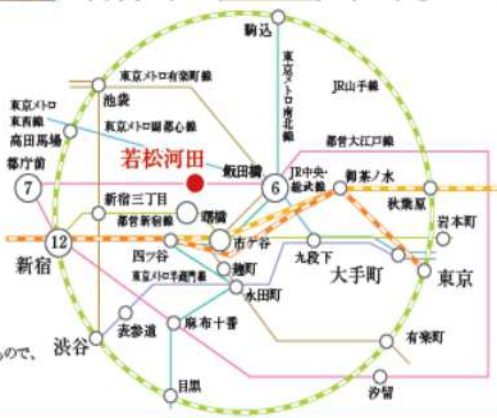 駒込
東京メトロ有楽町線
東京メトロ南北線
JR山手線
池袋
東京メトロ
東西線
東京メトロ副都心線
高田馬場
都営大江戸線
若松河田
飯田橋
都庁前
7
6
JR中央・
総武線
御茶ノ水
新宿三丁目
秋葉原
都営新宿線
曙橋
岩本町
12
市ケ谷
新宿
四ツ谷
九段下
麹町
大手町
東京
東京メトロ半蔵門線
永田町
表参道
麻布十番
ので、
渋谷
有楽町
目黒
汐留